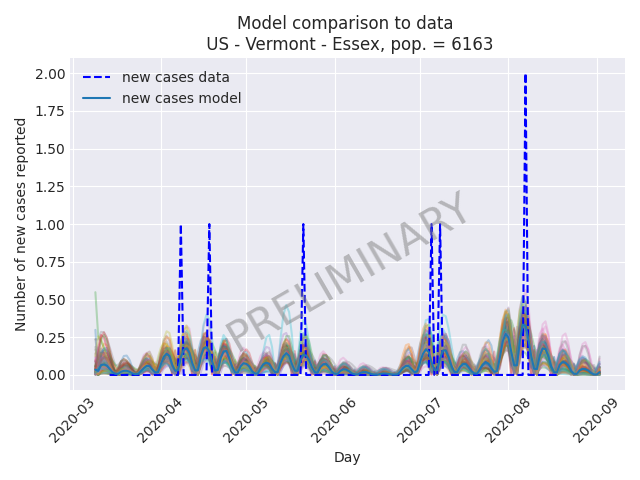 Model comparison to data
US - Vermont - Essex, pop. = 6163
new cases data
new cases model
Number of new cases reported
2.00
1.75
1.50
1.25
1.00
0.75
0.50
0.25
0.00
PRELIMINARY
2020-03
2020-04
2020-05
2020-06
2020-07
2020-08
2020-09
Day